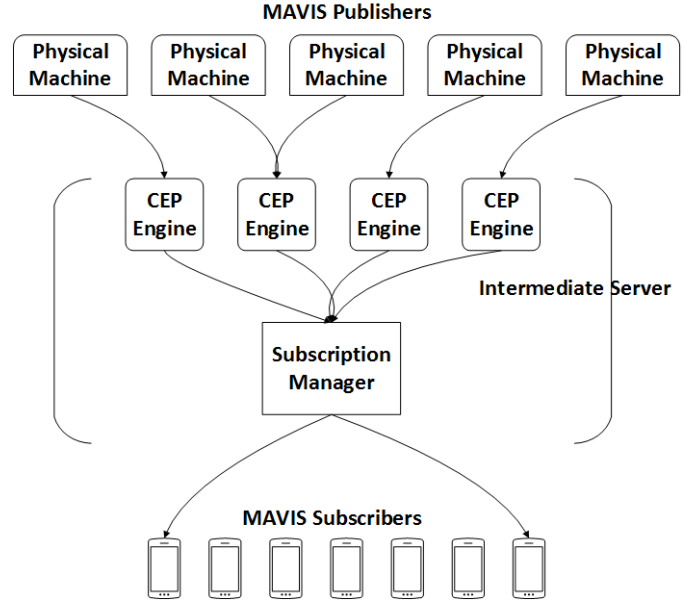 MAVIS Publishers
Physical
Machine
Physical
Machine
Physical
Machine
Physical
Machine
Physical
Machine
CEP
Engine
CEP
Engine
CEP
Engine
CEP
Engine
Intermediate Server
Subscription
Manager
MAVIS Subscribers